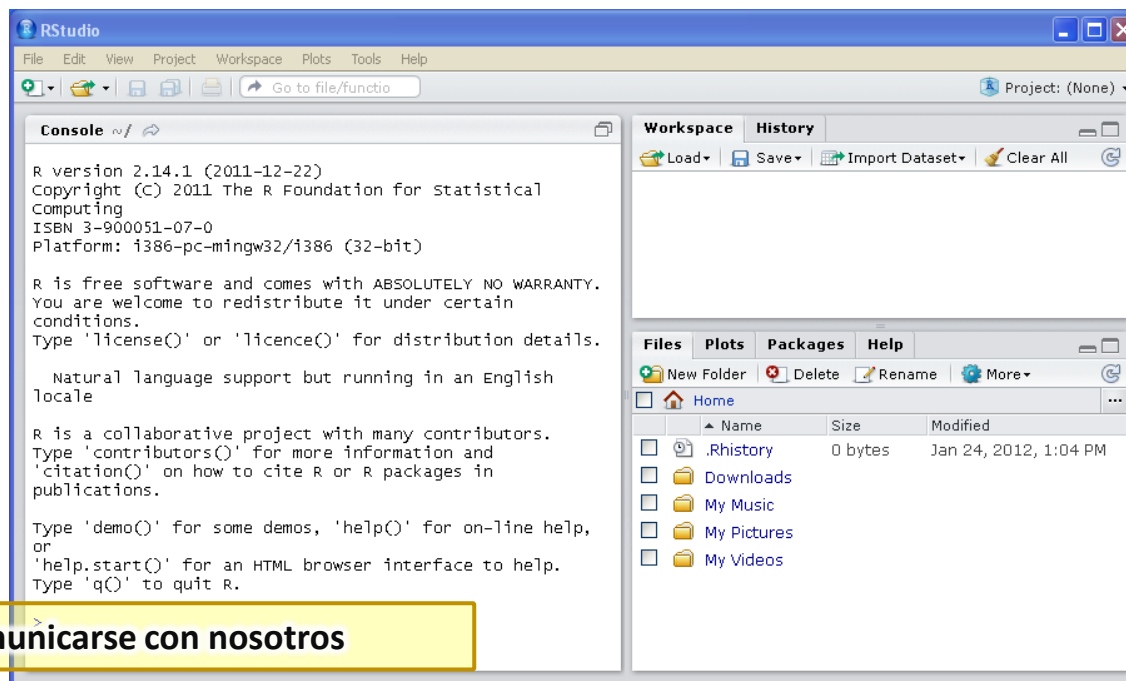 RStudio
File Edit View Project Workspace Plots Tools Help
Go to file/functio
Project: (None)
Console ~/
R version 2.14.1 (2011-12-22)
Copyright (C) 2011 The R Foundation for Statistical
Computing
ISBN 3-900051-07-0
Platform: i386-pc-mingw32/i386 (32-bit)
R is free software and comes with ABSOLUTELY NO WARRANTY.
You are welcome to redistribute it under certain
conditions.
Type 'license()' or 'licence()' for distribution details.
Natural language support but running in an English
locale
R is a collaborative project with many contributors.
Type 'contributors()' for more information and
'citation()' on how to cite R or R packages in
publications.
Type 'demo()' for some demos, 'help()' for on-line help,
or
'help.start()' for an HTML browser interface to help.
Type 'q()' to quit R.
>
con nosotros
Workspace History
Load Save Import Dataset Clear All
Files Plots Packages Help
New Folder Delete Rename More
Home
Name Size Modified
.Rhistory 0 bytes Jan 24, 2012, 1:04 PM
Downloads
My Music
My Pictures
My Videos